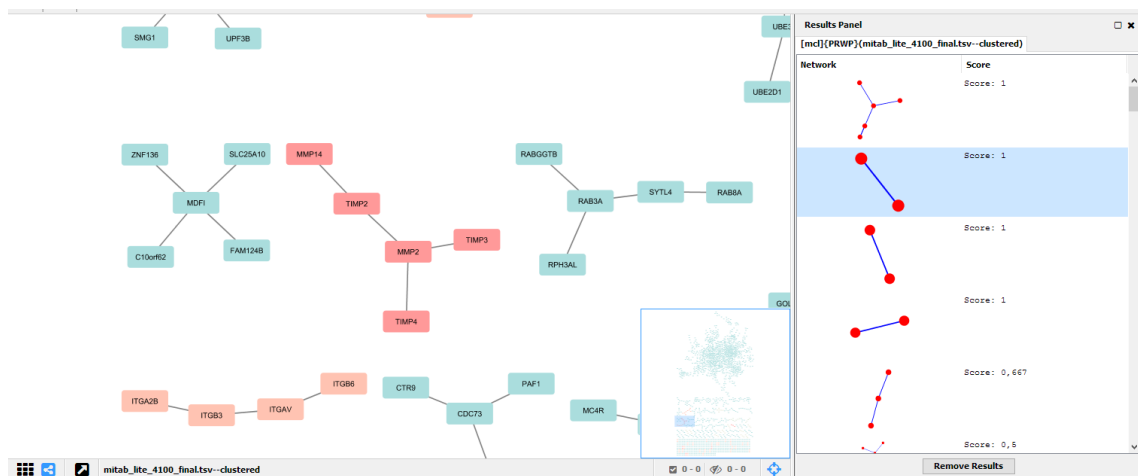 SMG1
UPF3B
UBE2D1
ZNF136
SLC25A10
MMP14
RABGGTB
MDFI
TIMP2
RAB3A
SYTL4
RAB8A
C10orf62
FAM124B
MMP2
TIMP3
RPH3AL
TIMP4
ITGA2B
ITGB3
ITGAV
ITGB6
CTR9
PAF1
CDC73
MC4R
mitab_lite_4100_final.tsv--clustered
0 - 0
0 - 0
Results Panel
[mcl]{PRWP}(mitab_lite_4100_final.tsv--clustered)
Network Score
Score: 1
Score: 1
Score: 1
Score: 1
Score: 0,667
Score: 0,5
Remove Results